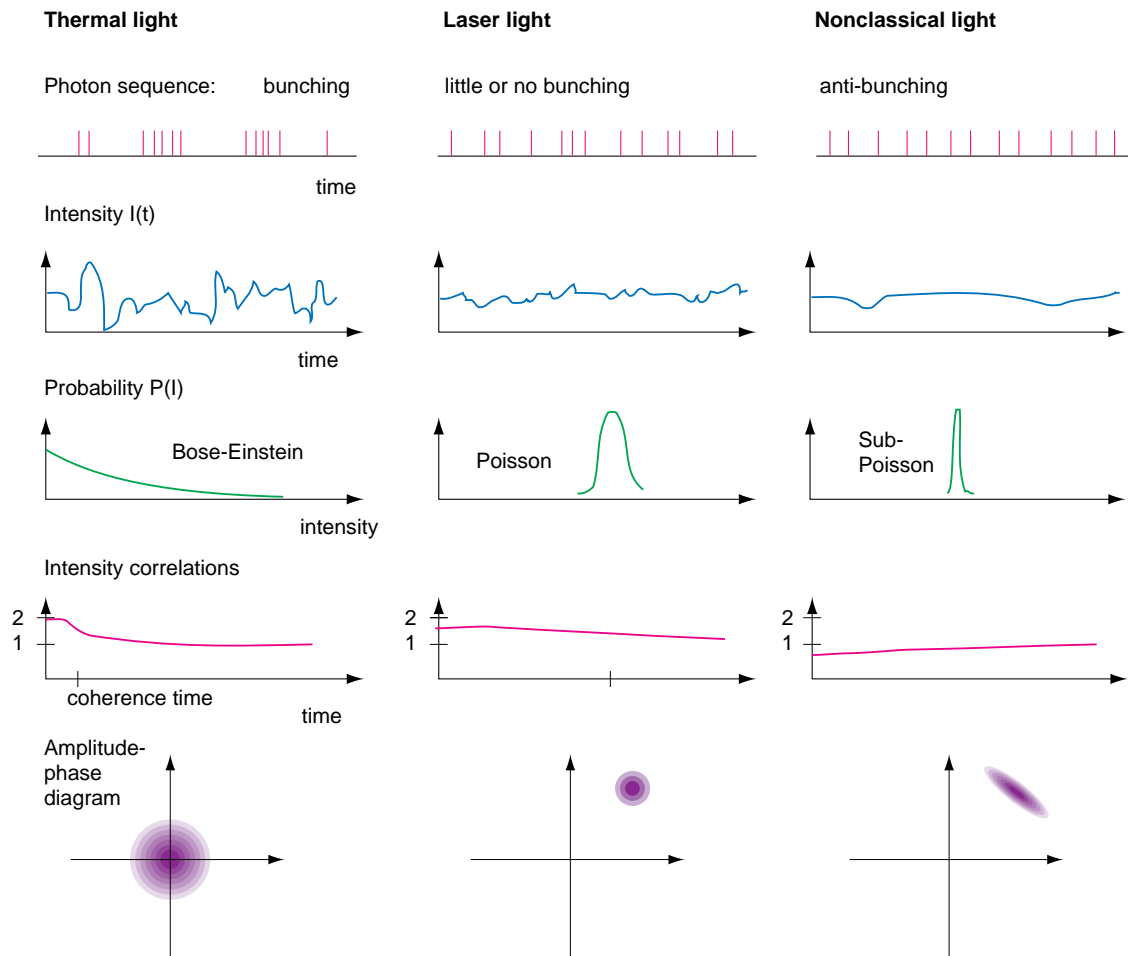 Thermal light
Laser light
Nonclassical light
Photon sequence: bunching
little or no bunching
anti-bunching
time
Intensity I(t)
time
Probability P(I)
Bose-Einstein
Poisson
Sub-
Poisson
intensity
Intensity correlations
2
1
2
1
2
1
coherence time
time
Amplitude-
phase
diagram